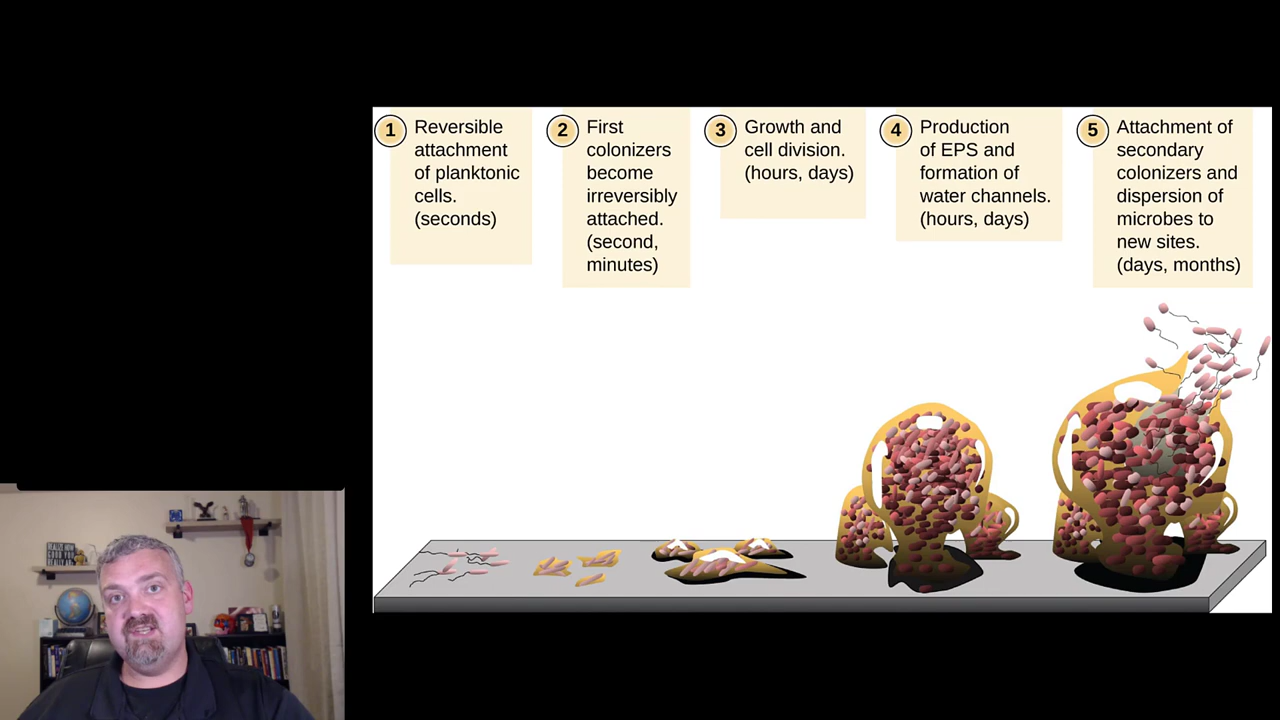 1
Reversible
attachment
of planktonic
cells.
(seconds)
2
First
colonizers
become
irreversibly
attached.
(second,
minutes)
3
Growth and
cell division.
(hours, days)
4
Production
of EPS and
formation of
water channels.
(hours, days)
5
Attachment of
secondary
colonizers and
dispersion of
microbes to
new sites.
(days, months)